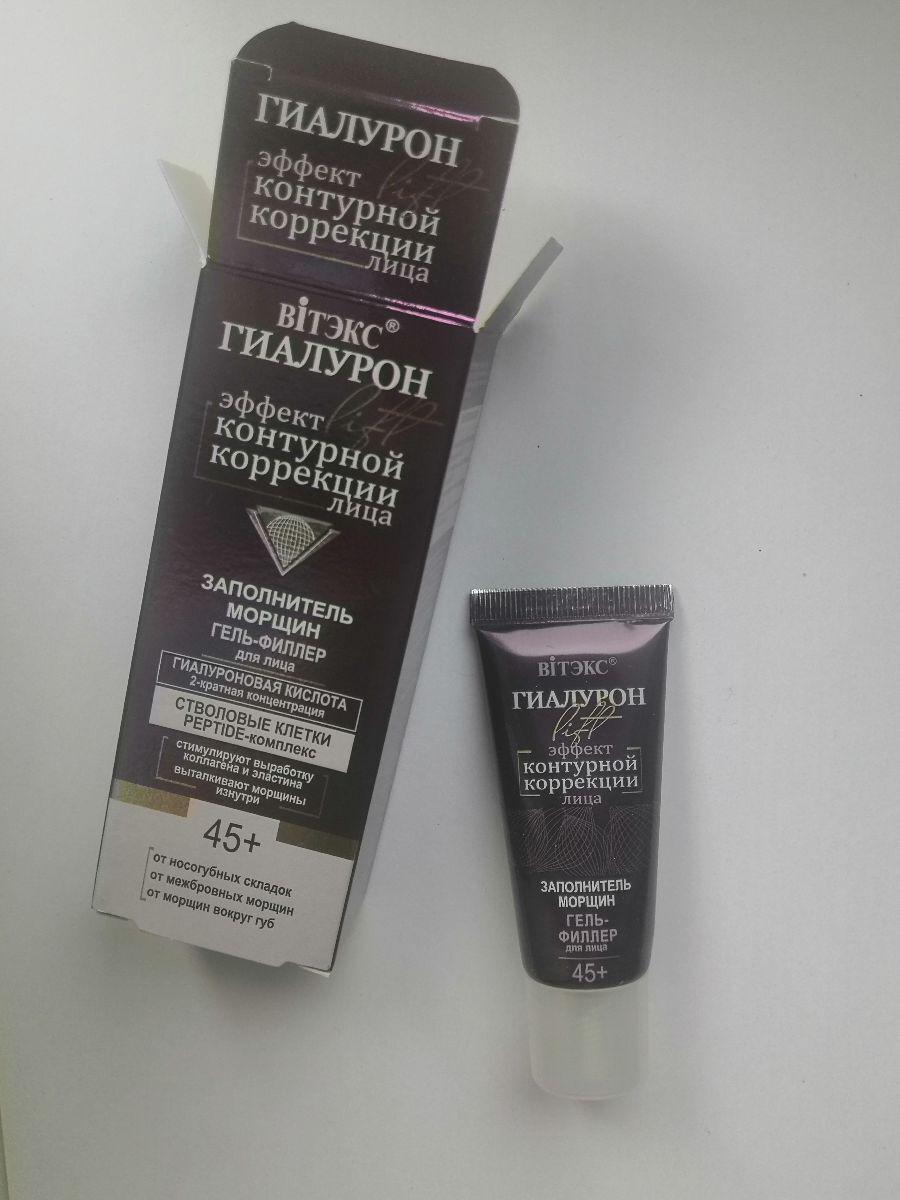 ГИАЛУРОН
lift
эффект
контурной
коррекции
лица
ВіТЭКС®
ГИАЛУРОН
lift
эффект
контурной
коррекции
лица
ЗАПОЛНИТЕЛЬ
МОРЩИН
ГЕЛЬ-ФИЛЛЕР
для лица
ГИАЛУРОНОВАЯ КИСЛОТА
2-кратная концентрация
СТВОЛОВЫЕ КЛЕТКИ
PEPTIDE-комплекс
стимулируют выработку
коллагена и эластина
выталкивают морщины
изнутри
45+
от носогубных складок
от межбровных морщин
от морщин вокруг губ
ВіТЭКС®
ГИАЛУРОН
lift
эффект
контурной
коррекции
лица
ЗАПОЛНИТЕЛЬ
МОРЩИН
ГЕЛЬ-
ФИЛЛЕР
для лица
45+